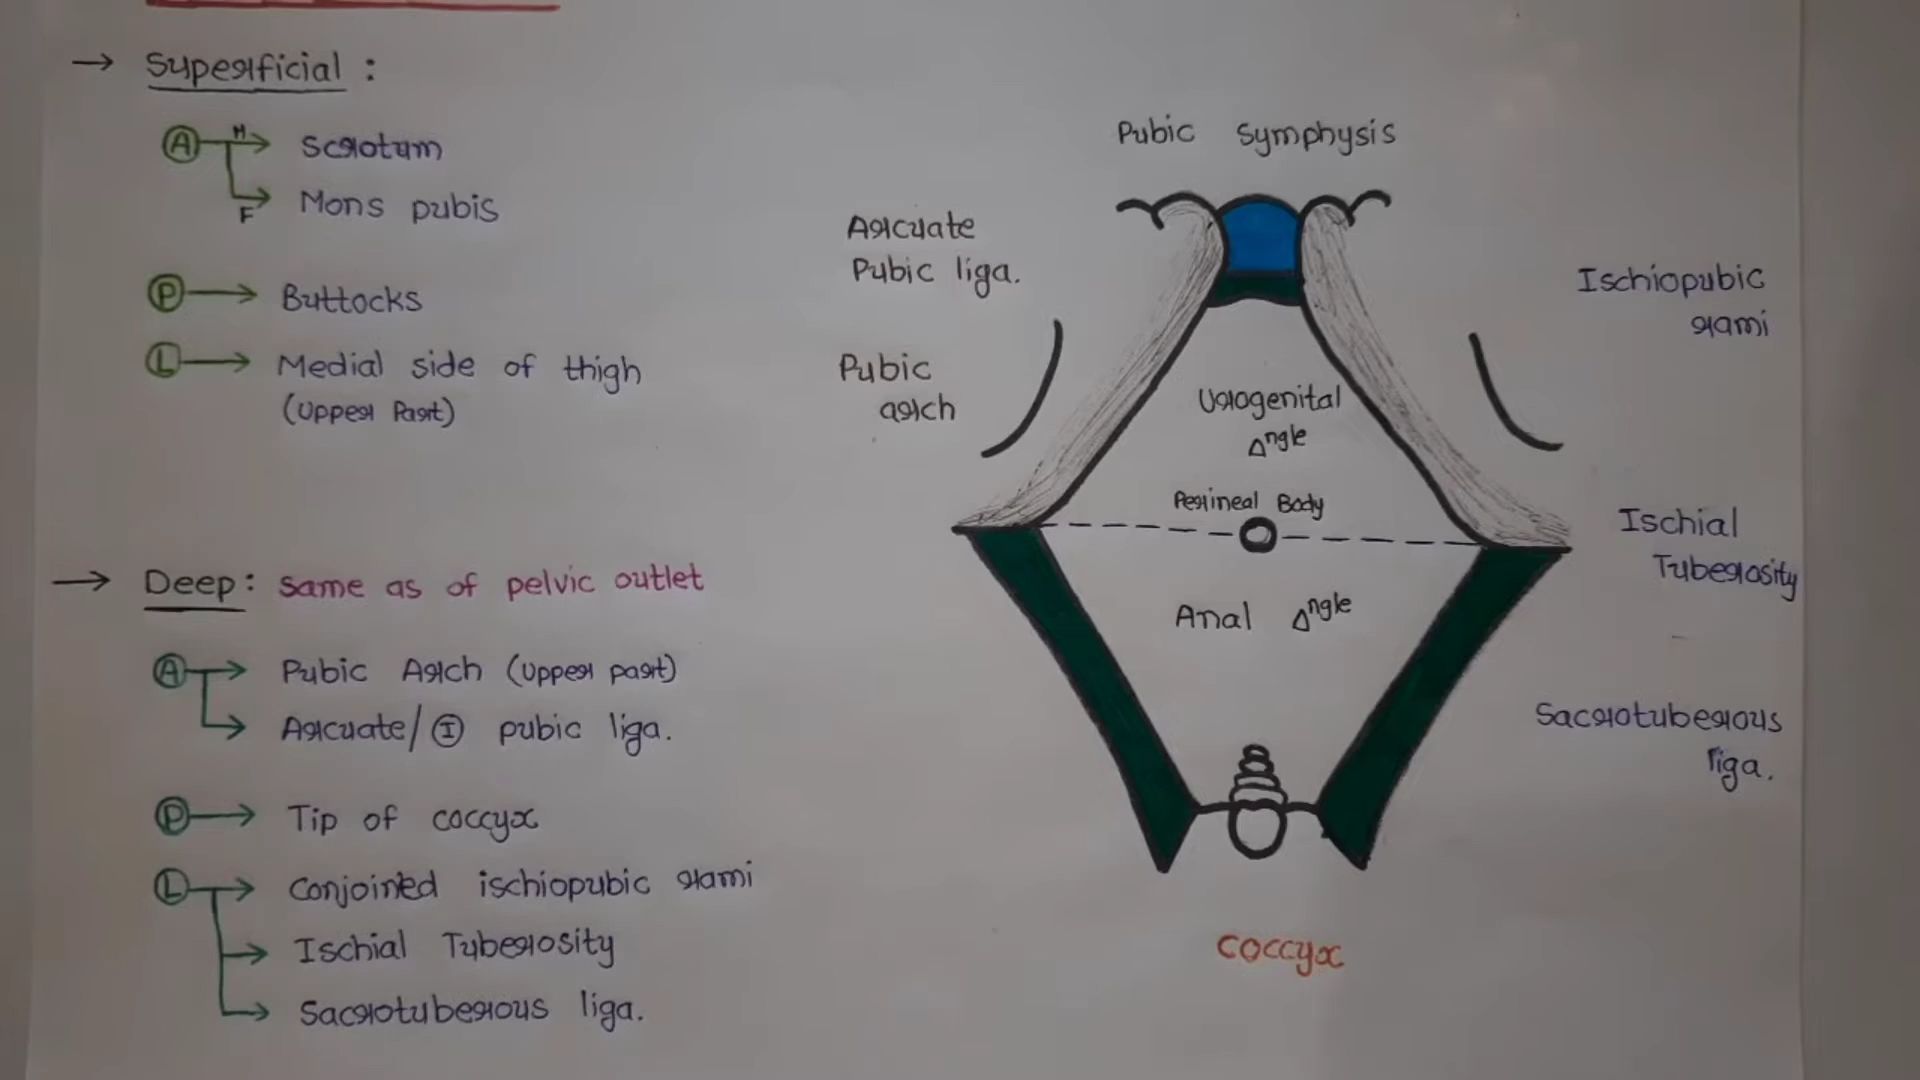 → Superficial :
Ⓐ M→ Scrotum
F→ Mons pubis
Ⓟ → Buttocks
Ⓛ → Medial side of thigh
(Upper Part)
→ Deep : same as of pelvic outlet
Ⓐ → Pubic Arch (Upper part)
→ Arcuate/Ⓘ pubic liga.
Ⓟ → Tip of coccyx
Ⓛ → Conjoined ischiopubic rami
→ Ischial Tuberosity
→ Sacrotuberous liga.
Pubic Symphysis
Arcuate
Pubic liga.
Ischiopubic
rami
Pubic
arch
Urogenital
Δngle
Perineal Body
Ischial
Tuberosity
Anal Δngle
Sacrotuberous
liga.
Coccyx